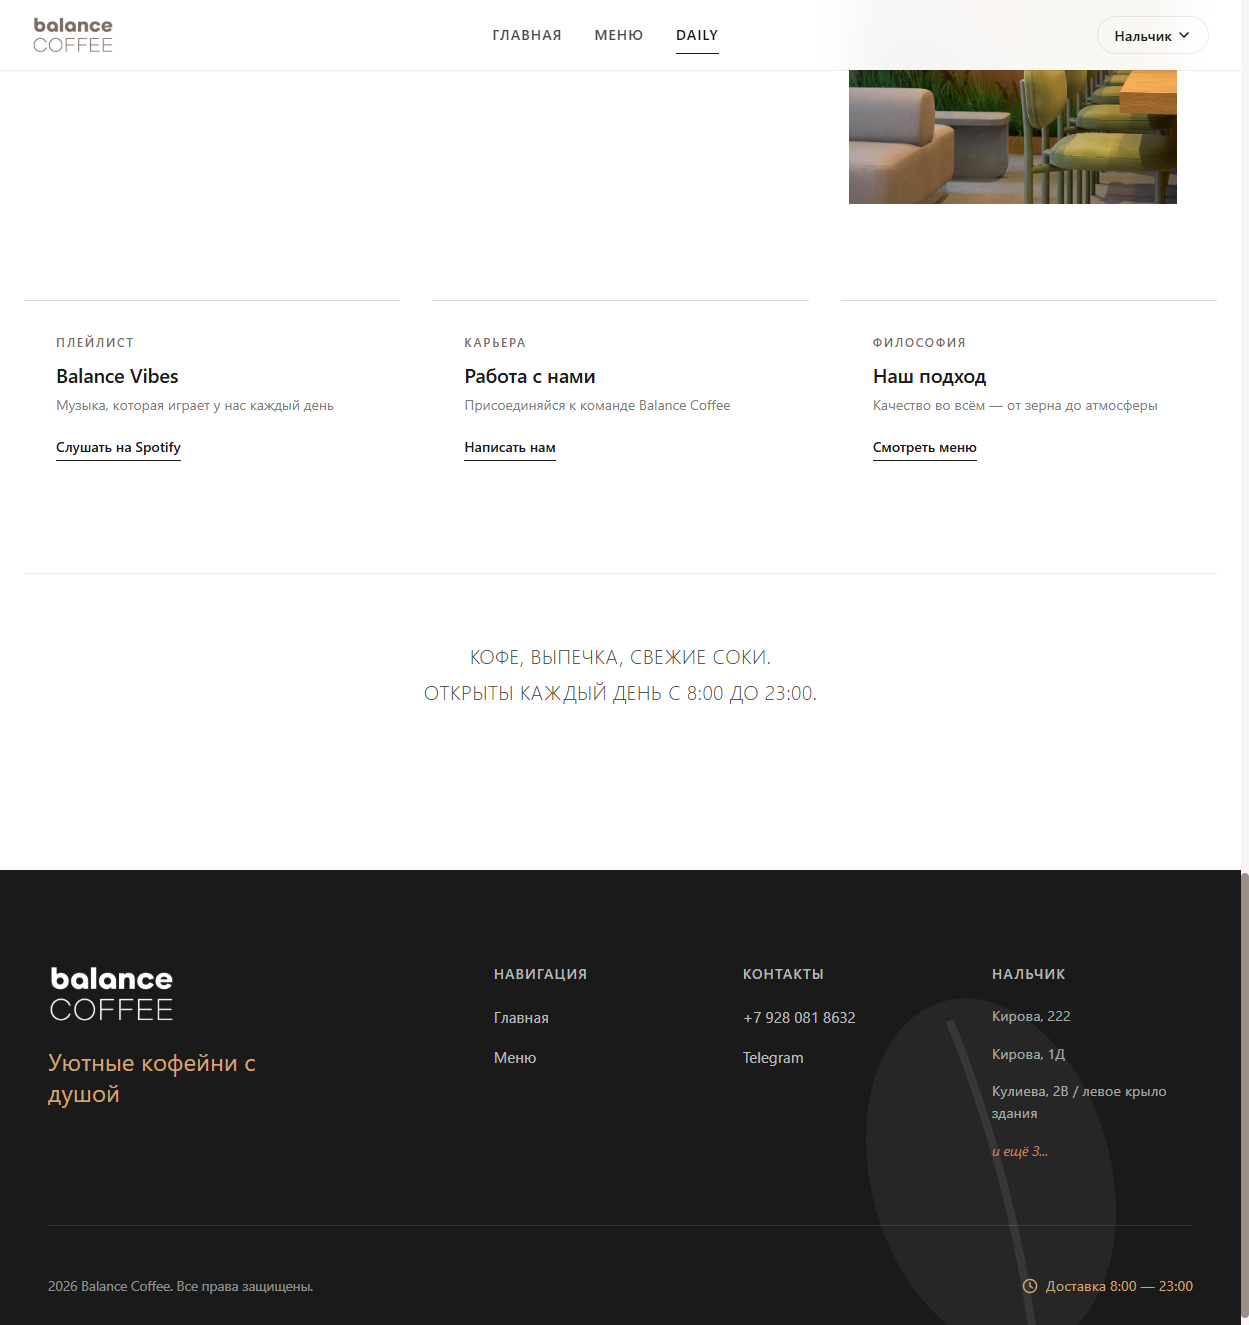 balance
COFFEE
ГЛАВНАЯ МЕНЮ DAILY
Нальчик
ПЛЕЙЛИСТ
Balance Vibes
Музыка, которая играет у нас каждый день
Слушать на Spotify
КАРЬЕРА
Работа с нами
Присоединяйся к команде Balance Coffee
Написать нам
ФИЛОСОФИЯ
Наш подход
Качество во всём — от зерна до атмосферы
Смотреть меню
КОФЕ, ВЫПЕЧКА, СВЕЖИЕ СОКИ.
ОТКРЫТЫ КАЖДЫЙ ДЕНЬ С 8:00 ДО 23:00.
balance
COFFEE
Уютные кофейни с
душой
НАВИГАЦИЯ
Главная
Меню
КОНТАКТЫ
+7 928 081 8632
Telegram
НАЛЬЧИК
Кирова, 222
Кирова, 1Д
Кулиева, 2В / левое крыло
здания
и ещё 3...
2026 Balance Coffee. Все права защищены.
Доставка 8:00 — 23:00